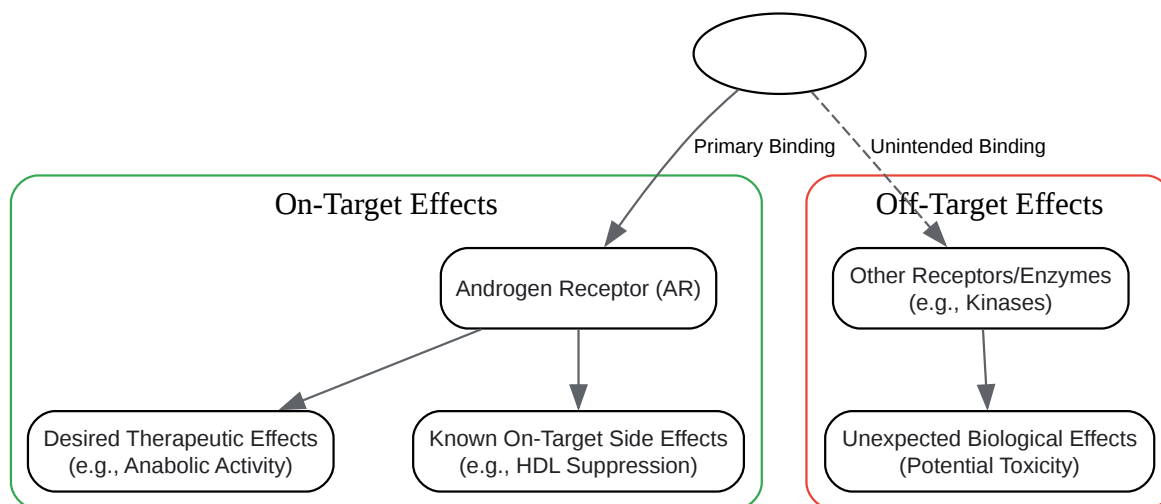 Primary Binding
Unintended Binding
On-Target Effects
Off-Target Effects
Androgen Receptor (AR)
Other Receptors/Enzymes
(e.g., Kinases)
Desired Therapeutic Effects
(e.g., Anabolic Activity)
Known On-Target Side Effects
(e.g., HDL Suppression)
Unexpected Biological Effects
(Potential Toxicity)